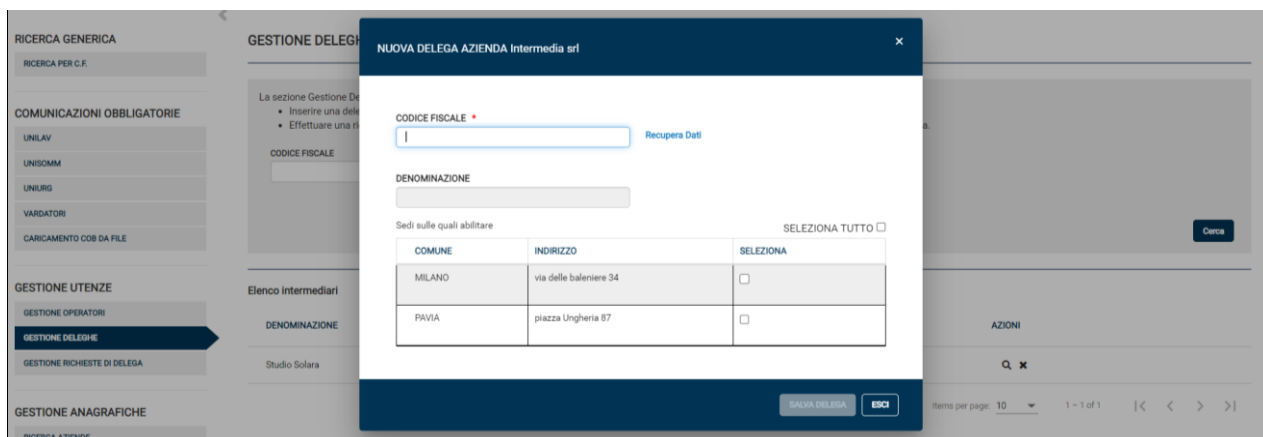 RICERCA GENERICA
RICERCA PER C.F.
COMUNICAZIONI OBBLIGATORIE
UNILAV
UNISOMM
UNIURG
VARDATORI
CARICAMENTO COB DA FILE
GESTIONE UTENZE
GESTIONE OPERATORI
GESTIONE DELEGHE
GESTIONE RICHIESTE DI DELEGA
GESTIONE ANAGRAFICHE
RICERCA AZIENDE
GESTIONE DELEGH
La sezione Gestione De
• Inserire una dele
• Effettuare una ri
a.
CODICE FISCALE
Cerca
Elenco intermediari
DENOMINAZIONE
AZIONI
Studio Solara
Items per page: 10
1 – 1 of 1
NUOVA DELEGA AZIENDA Intermedia srl
×
CODICE FISCALE *
Recupera Dati
DENOMINAZIONE
Sedi sulle quali abilitare
SELEZIONA TUTTO
COMUNE INDIRIZZO SELEZIONA
MILANO via delle baleniere 34
PAVIA piazza Ungheria 87
SALVA DELEGA ESCI